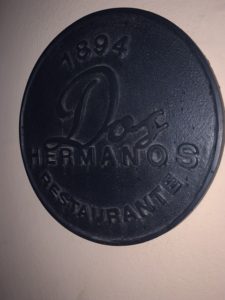 1894
Dos
HERMANOS
RESTAURANTE